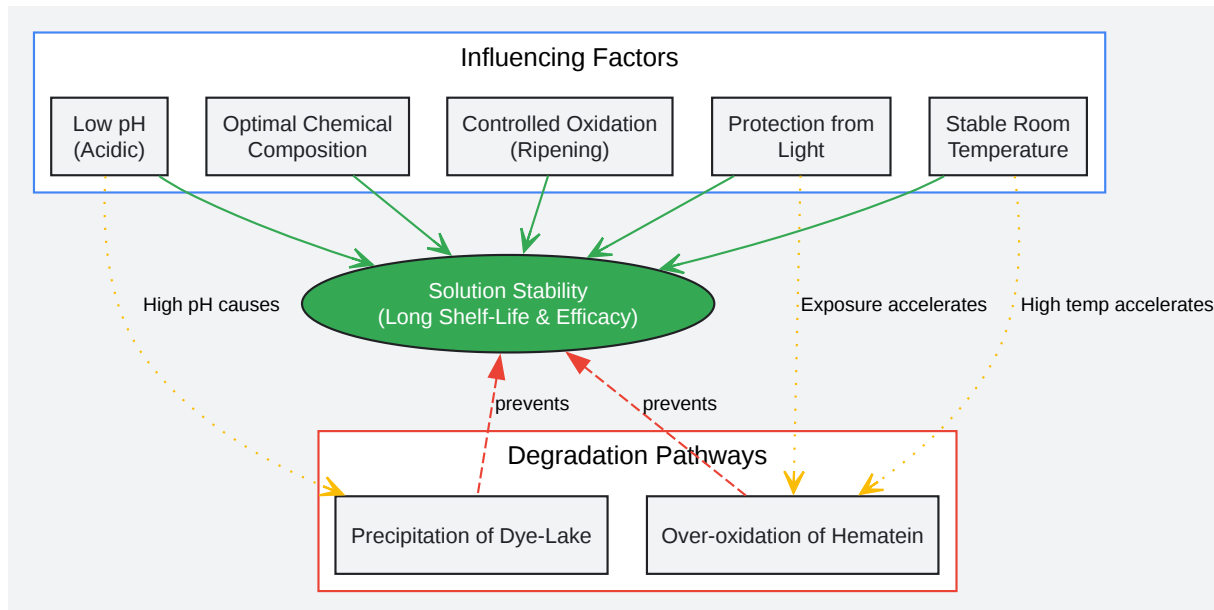 Influencing Factors
Low pH
(Acidic)
Optimal Chemical
Composition
Controlled Oxidation
(Ripening)
Protection from
Light
Stable Room
Temperature
Solution Stability
(Long Shelf-Life & Efficacy)
High pH causes
Exposure accelerates
High temp accelerates
prevents
prevents
Degradation Pathways
Precipitation of Dye-Lake
Over-oxidation of Hematein